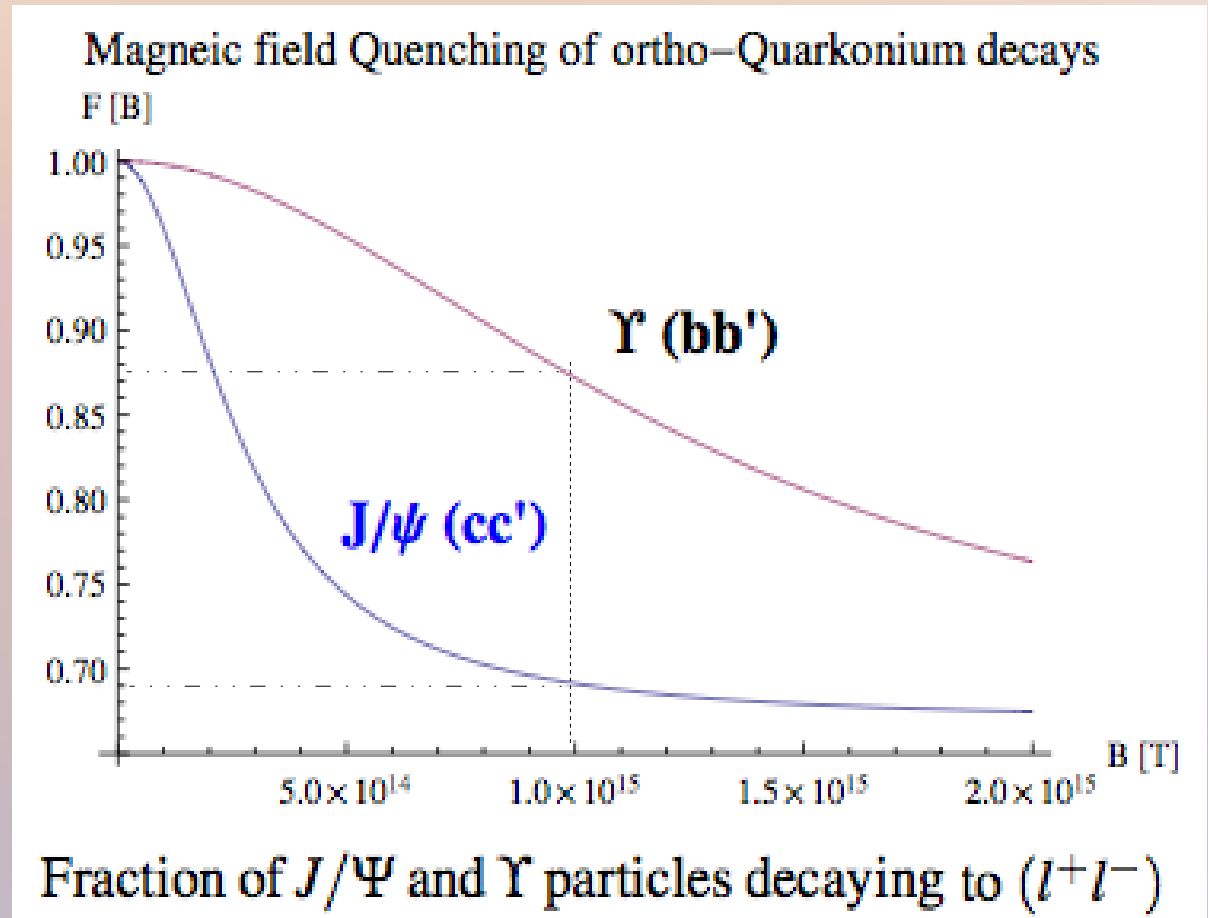 Magneic field Quenching of ortho−Quarkonium decays
F [B]
1.00
0.95
0.90
ϒ (bb')
0.85
0.80
J/ψ (cc')
0.75
0.70
B [T]
5.0×10¹⁴ 1.0×10¹⁵ 1.5×10¹⁵ 2.0×10¹⁵
Fraction of J/Ψ and ϒ particles decaying to (l⁺l⁻)